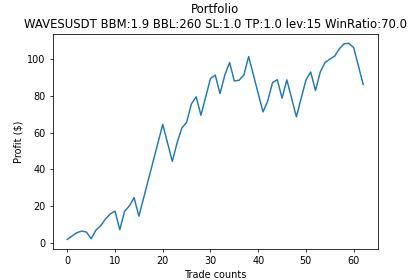 Portfolio
WAVESUSDT BBM:1.9 BBL:260 SL:1.0 TP:1.0 lev:15 WinRatio:70.0
100
80
60
40
20
0
Profit ($)
0 10 20 30 40 50 60
Trade counts